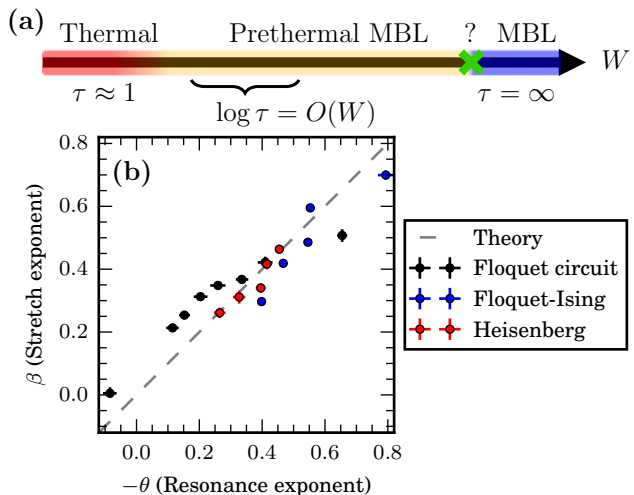 (a)
Thermal Prethermal MBL ? MBL
W
τ ≈ 1 τ = ∞
log τ = O(W)
(b)
0.8
0.6
0.4
0.2
0.0
β (Stretch exponent)
0.0 0.2 0.4 0.6 0.8
−θ (Resonance exponent)
Theory
Floquet circuit
Floquet-Ising
Heisenberg